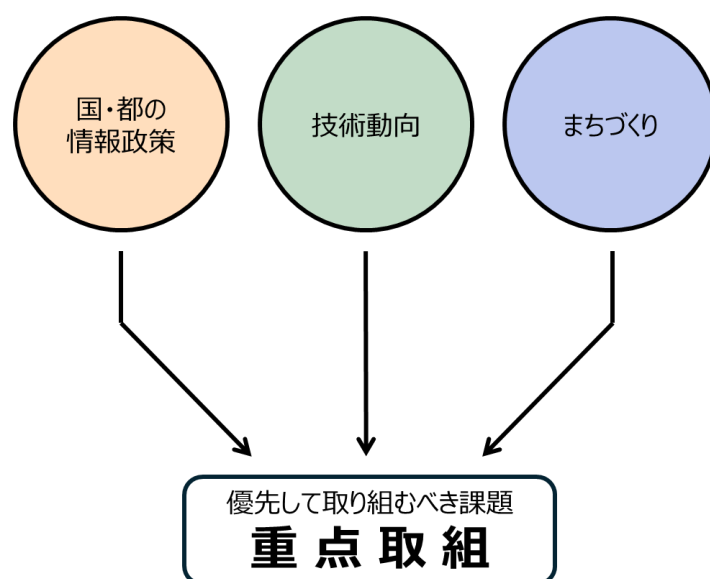 国・都の
情報政策
技術動向
まちづくり
優先して取り組むべき課題
重点取組